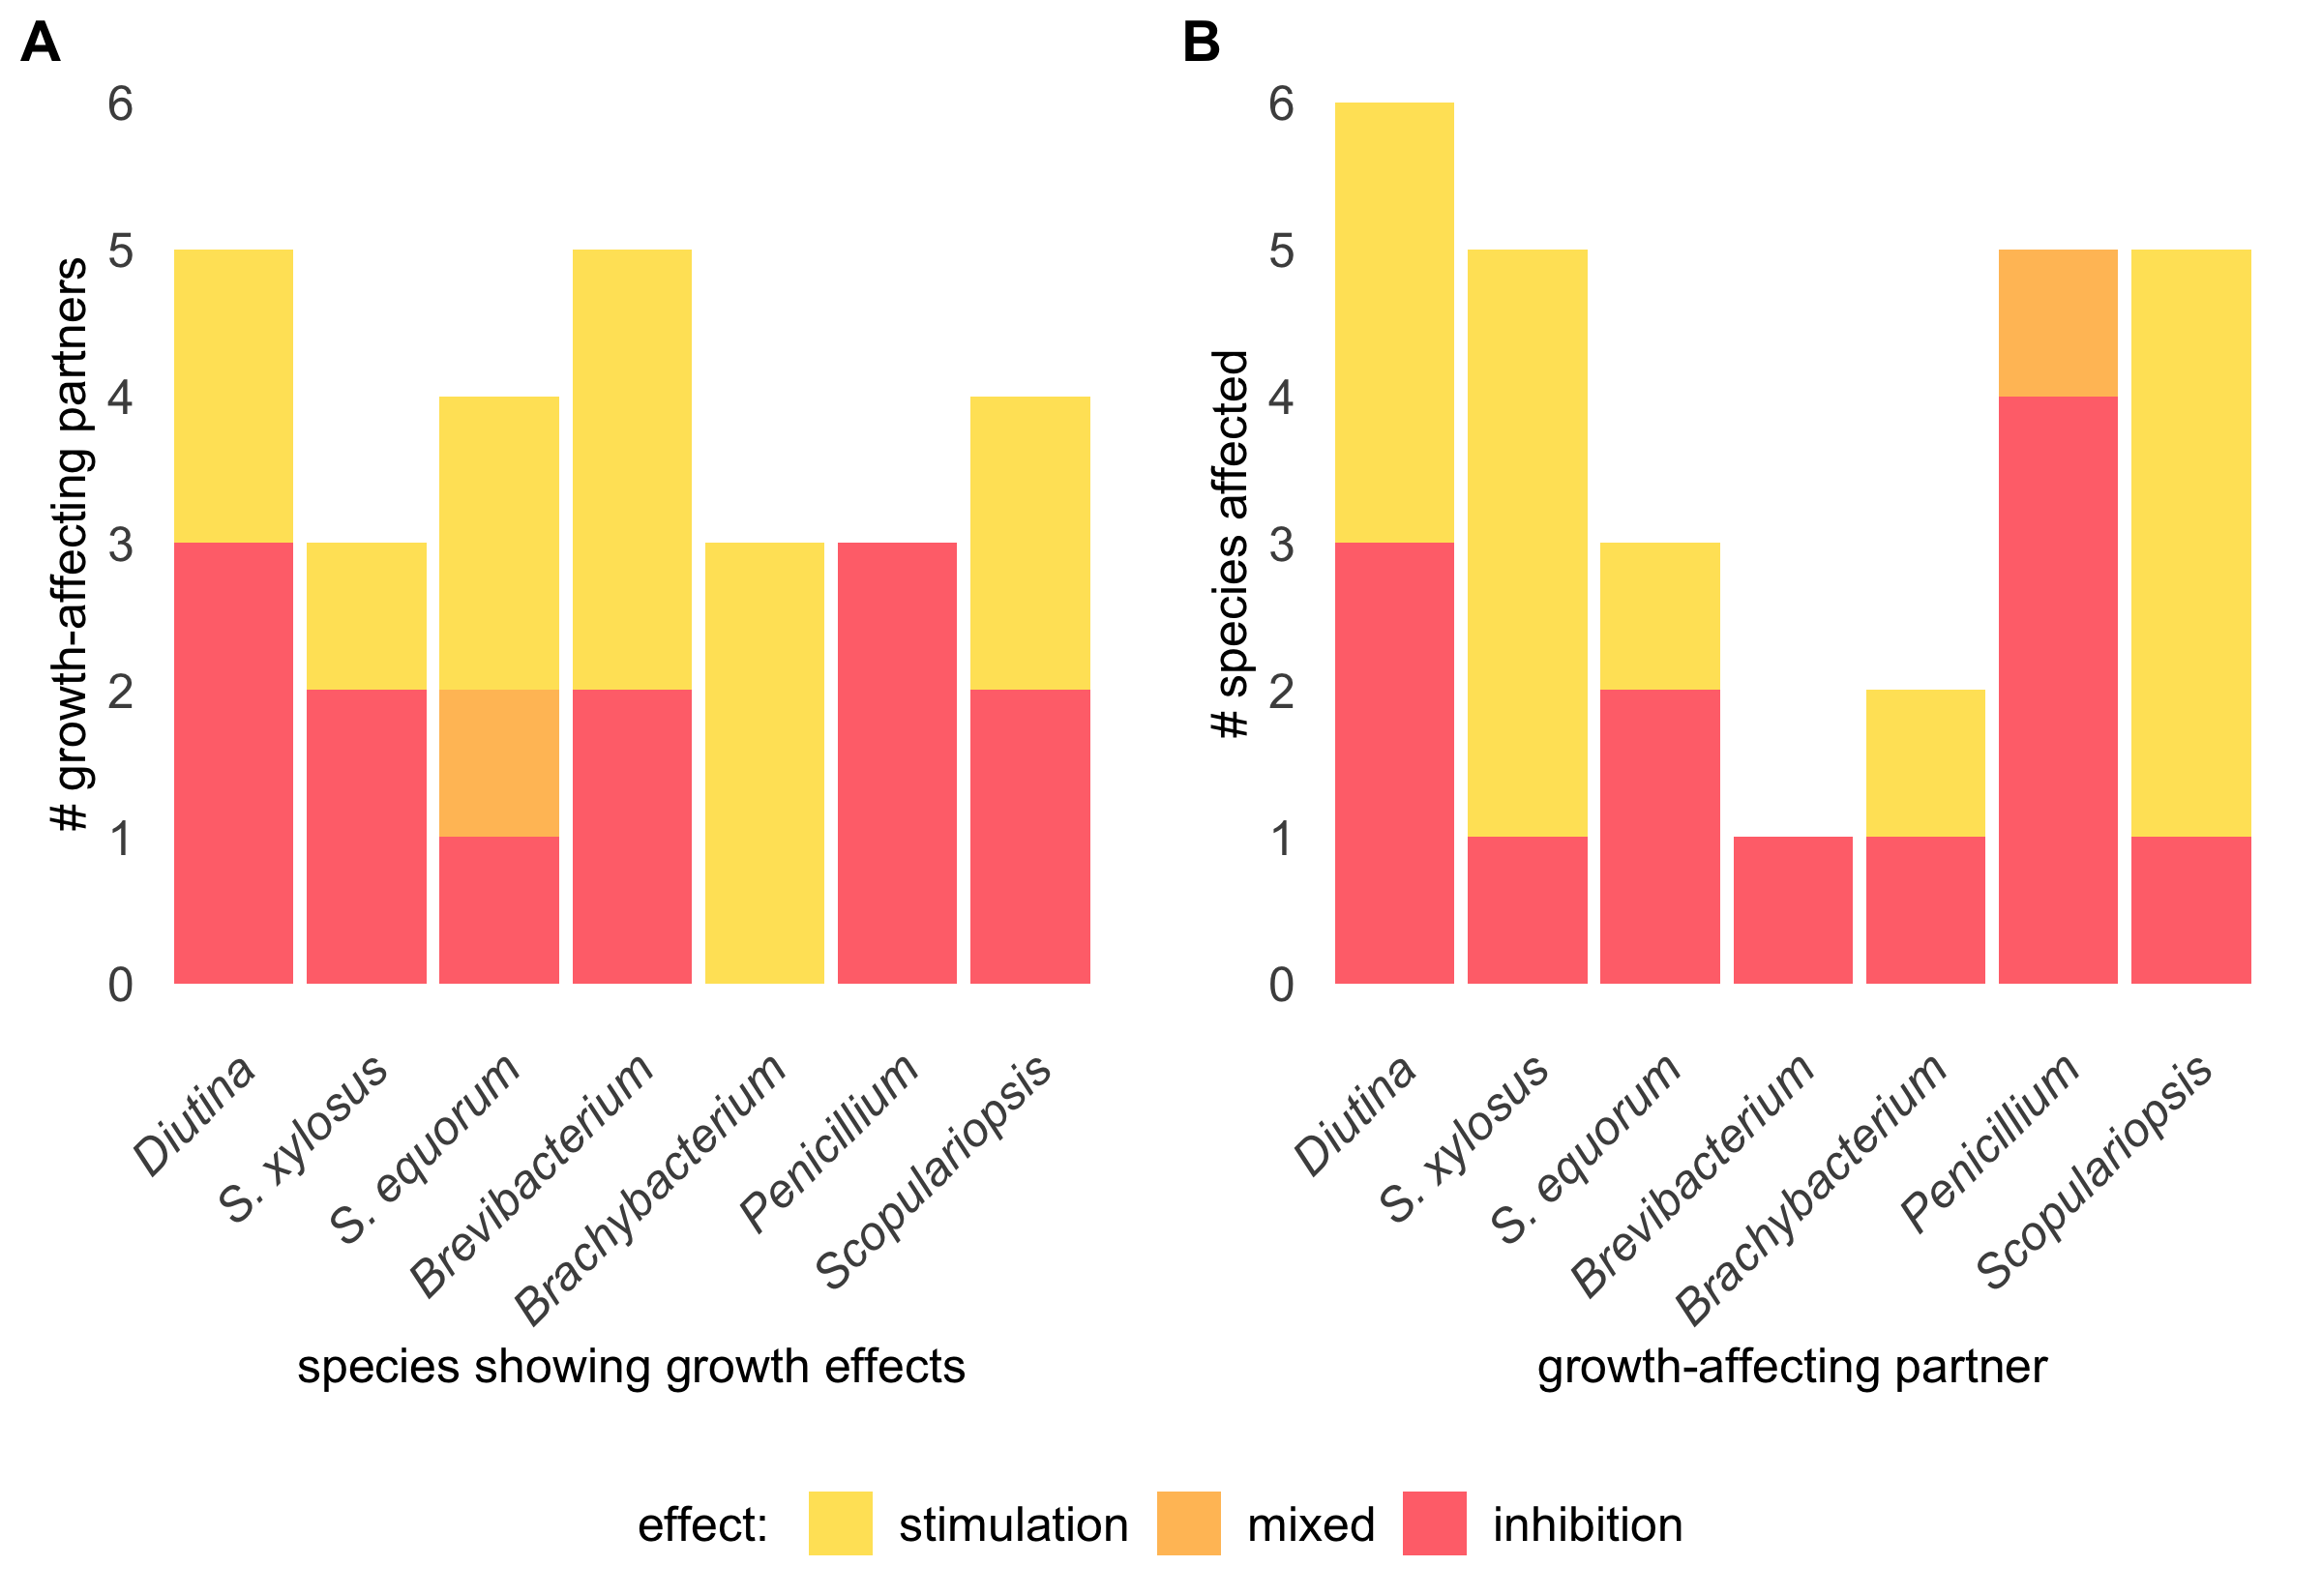 A
B
# growth-affecting partners
6
5
4
3
2
1
0
Diutina
S. xylosus
S. equorum
Brevibacterium
Brachybacterium
Penicillium
Scopulariopsis
species showing growth effects
# species affected
6
5
4
3
2
1
0
Diutina
S. xylosus
S. equorum
Brevibacterium
Brachybacterium
Penicillium
Scopulariopsis
growth-affecting partner
effect: stimulation mixed inhibition